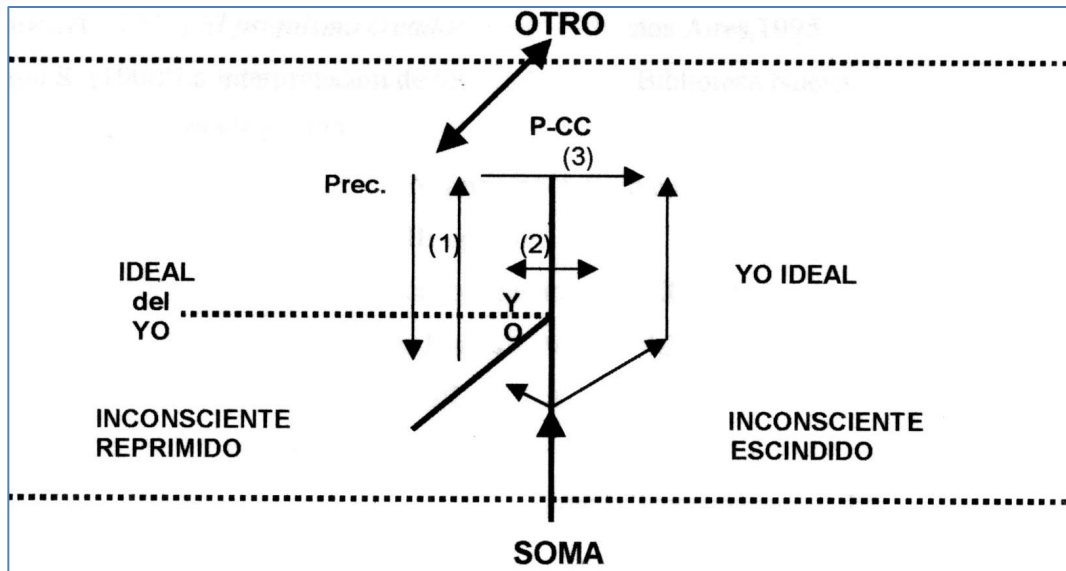 OTRO
P-CC
(3)
Prec.
(1)
(2)
IDEAL
del
YO
Y
O
YO IDEAL
INCONSCIENTE
REPRIMIDO
INCONSCIENTE
ESCINDIDO
SOMA